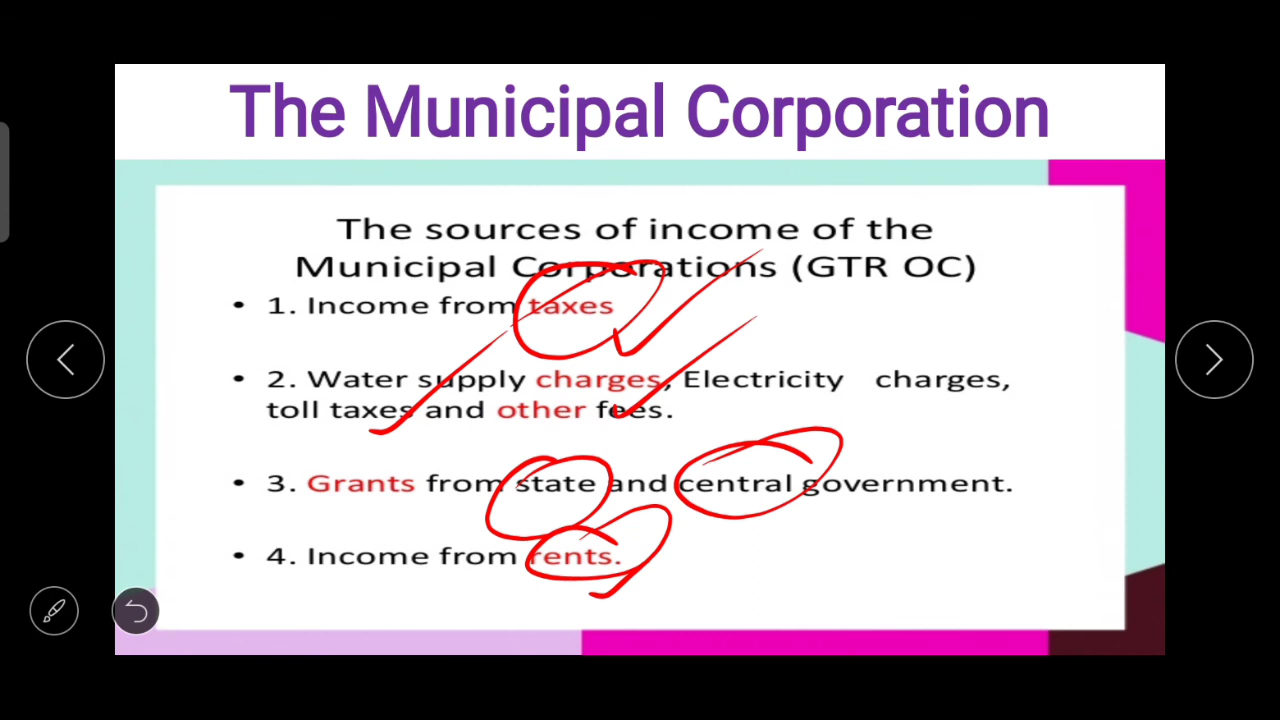 The Municipal Corporation
The sources of income of the
Municipal Corporations (GTR OC)
• 1. Income from taxes
• 2. Water supply charges, Electricity charges,
toll taxes and other fees.
• 3. Grants from state and central government.
• 4. Income from rents.